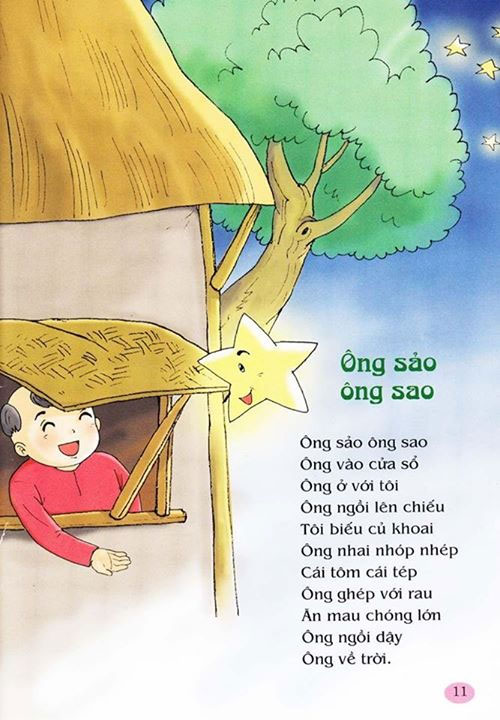 Ông sảo
ông sao
Ông sảo ông sao
Ông vào cửa sổ
Ông ở với tôi
Ông ngồi lên chiếu
Tôi biếu củ khoai
Ông nhai nhóp nhép
Cái tôm cái tép
Ông ghép với rau
Ăn mau chóng lớn
Ông ngồi dậy
Ông về trời.
11